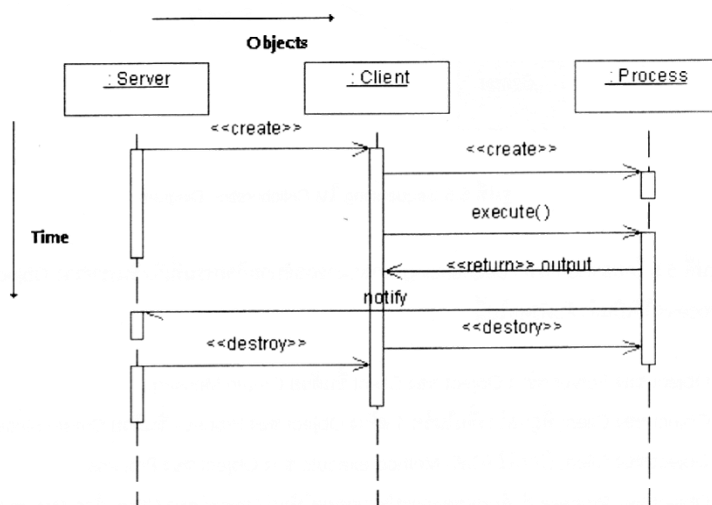 Objects
: Server
: Client
: Process
<<create>>
<<create>>
execute()
Time
<<return>> output
notify
<<destroy>>
<<destory>>